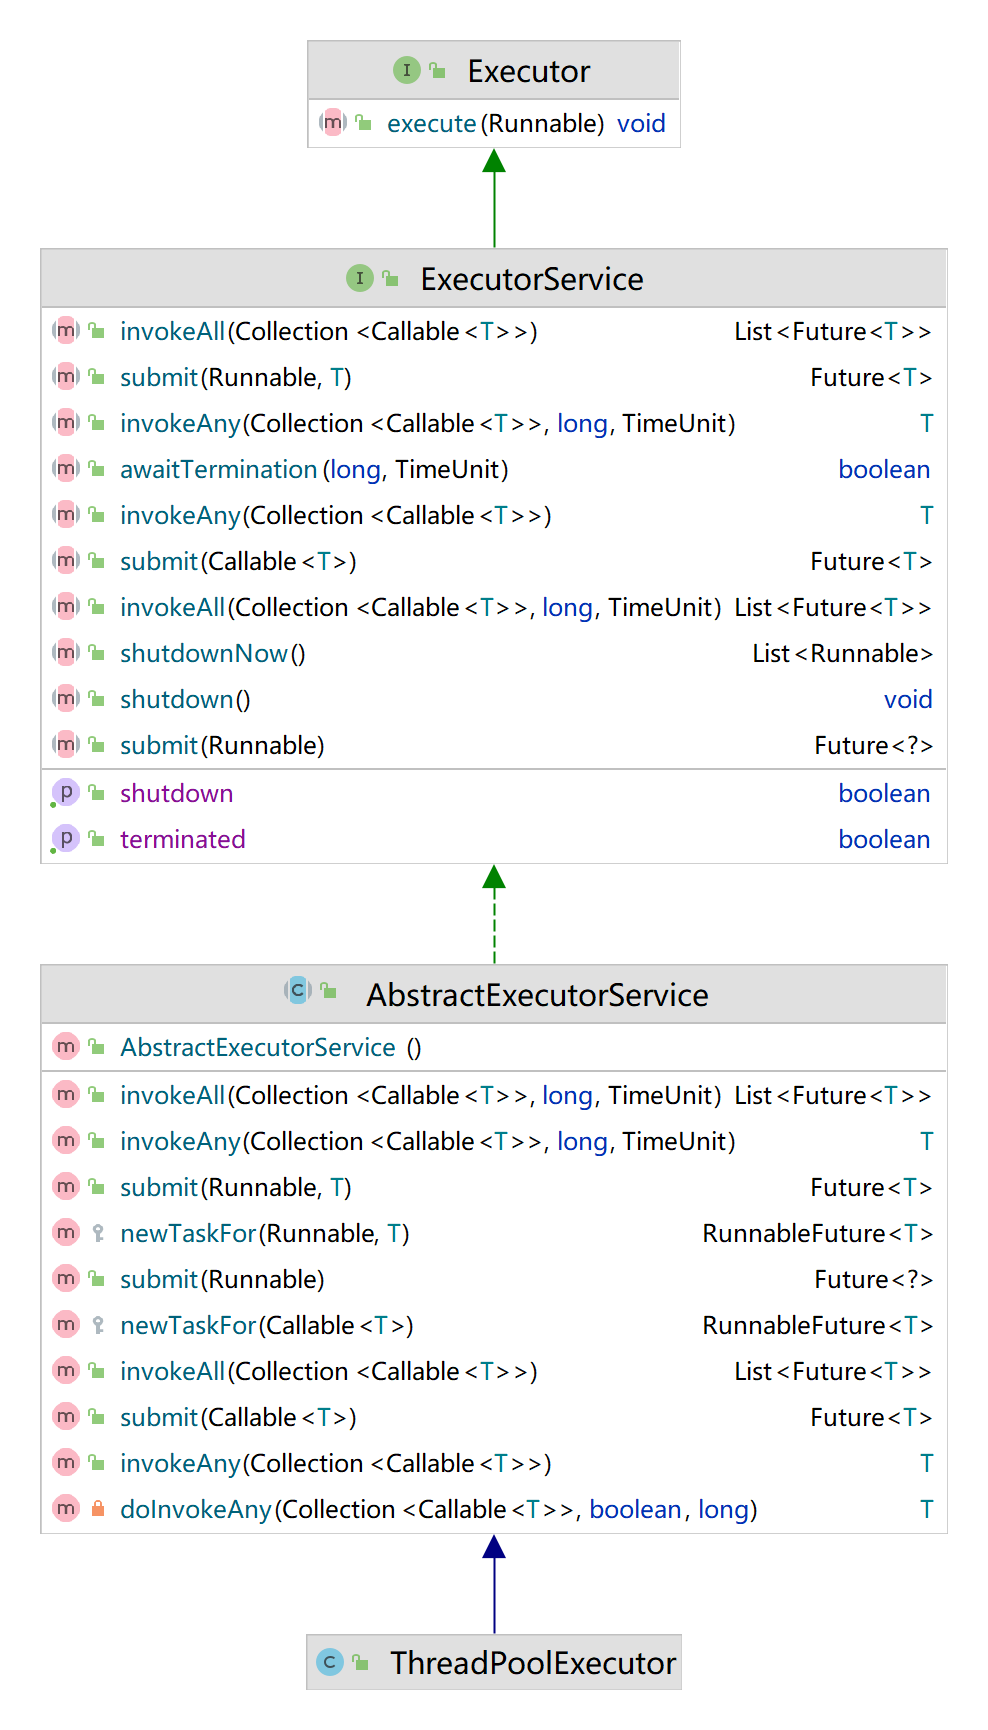 I Executor
m execute(Runnable) void
I ExecutorService
m invokeAll(Collection<Callable<T>>) List<Future<T>>
m submit(Runnable, T) Future<T>
m invokeAny(Collection<Callable<T>>, long, TimeUnit) T
m awaitTermination(long, TimeUnit) boolean
m invokeAny(Collection<Callable<T>>) T
m submit(Callable<T>) Future<T>
m invokeAll(Collection<Callable<T>>, long, TimeUnit) List<Future<T>>
m shutdownNow() List<Runnable>
m shutdown() void
m submit(Runnable) Future<?>
p shutdown boolean
p terminated boolean
C AbstractExecutorService
m AbstractExecutorService()
m invokeAll(Collection<Callable<T>>, long, TimeUnit) List<Future<T>>
m invokeAny(Collection<Callable<T>>, long, TimeUnit) T
m submit(Runnable, T) Future<T>
m newTaskFor(Runnable, T) RunnableFuture<T>
m submit(Runnable) Future<?>
m newTaskFor(Callable<T>) RunnableFuture<T>
m invokeAll(Collection<Callable<T>>) List<Future<T>>
m submit(Callable<T>) Future<T>
m invokeAny(Collection<Callable<T>>) T
m doInvokeAny(Collection<Callable<T>>, boolean, long) T
C ThreadPoolExecutor